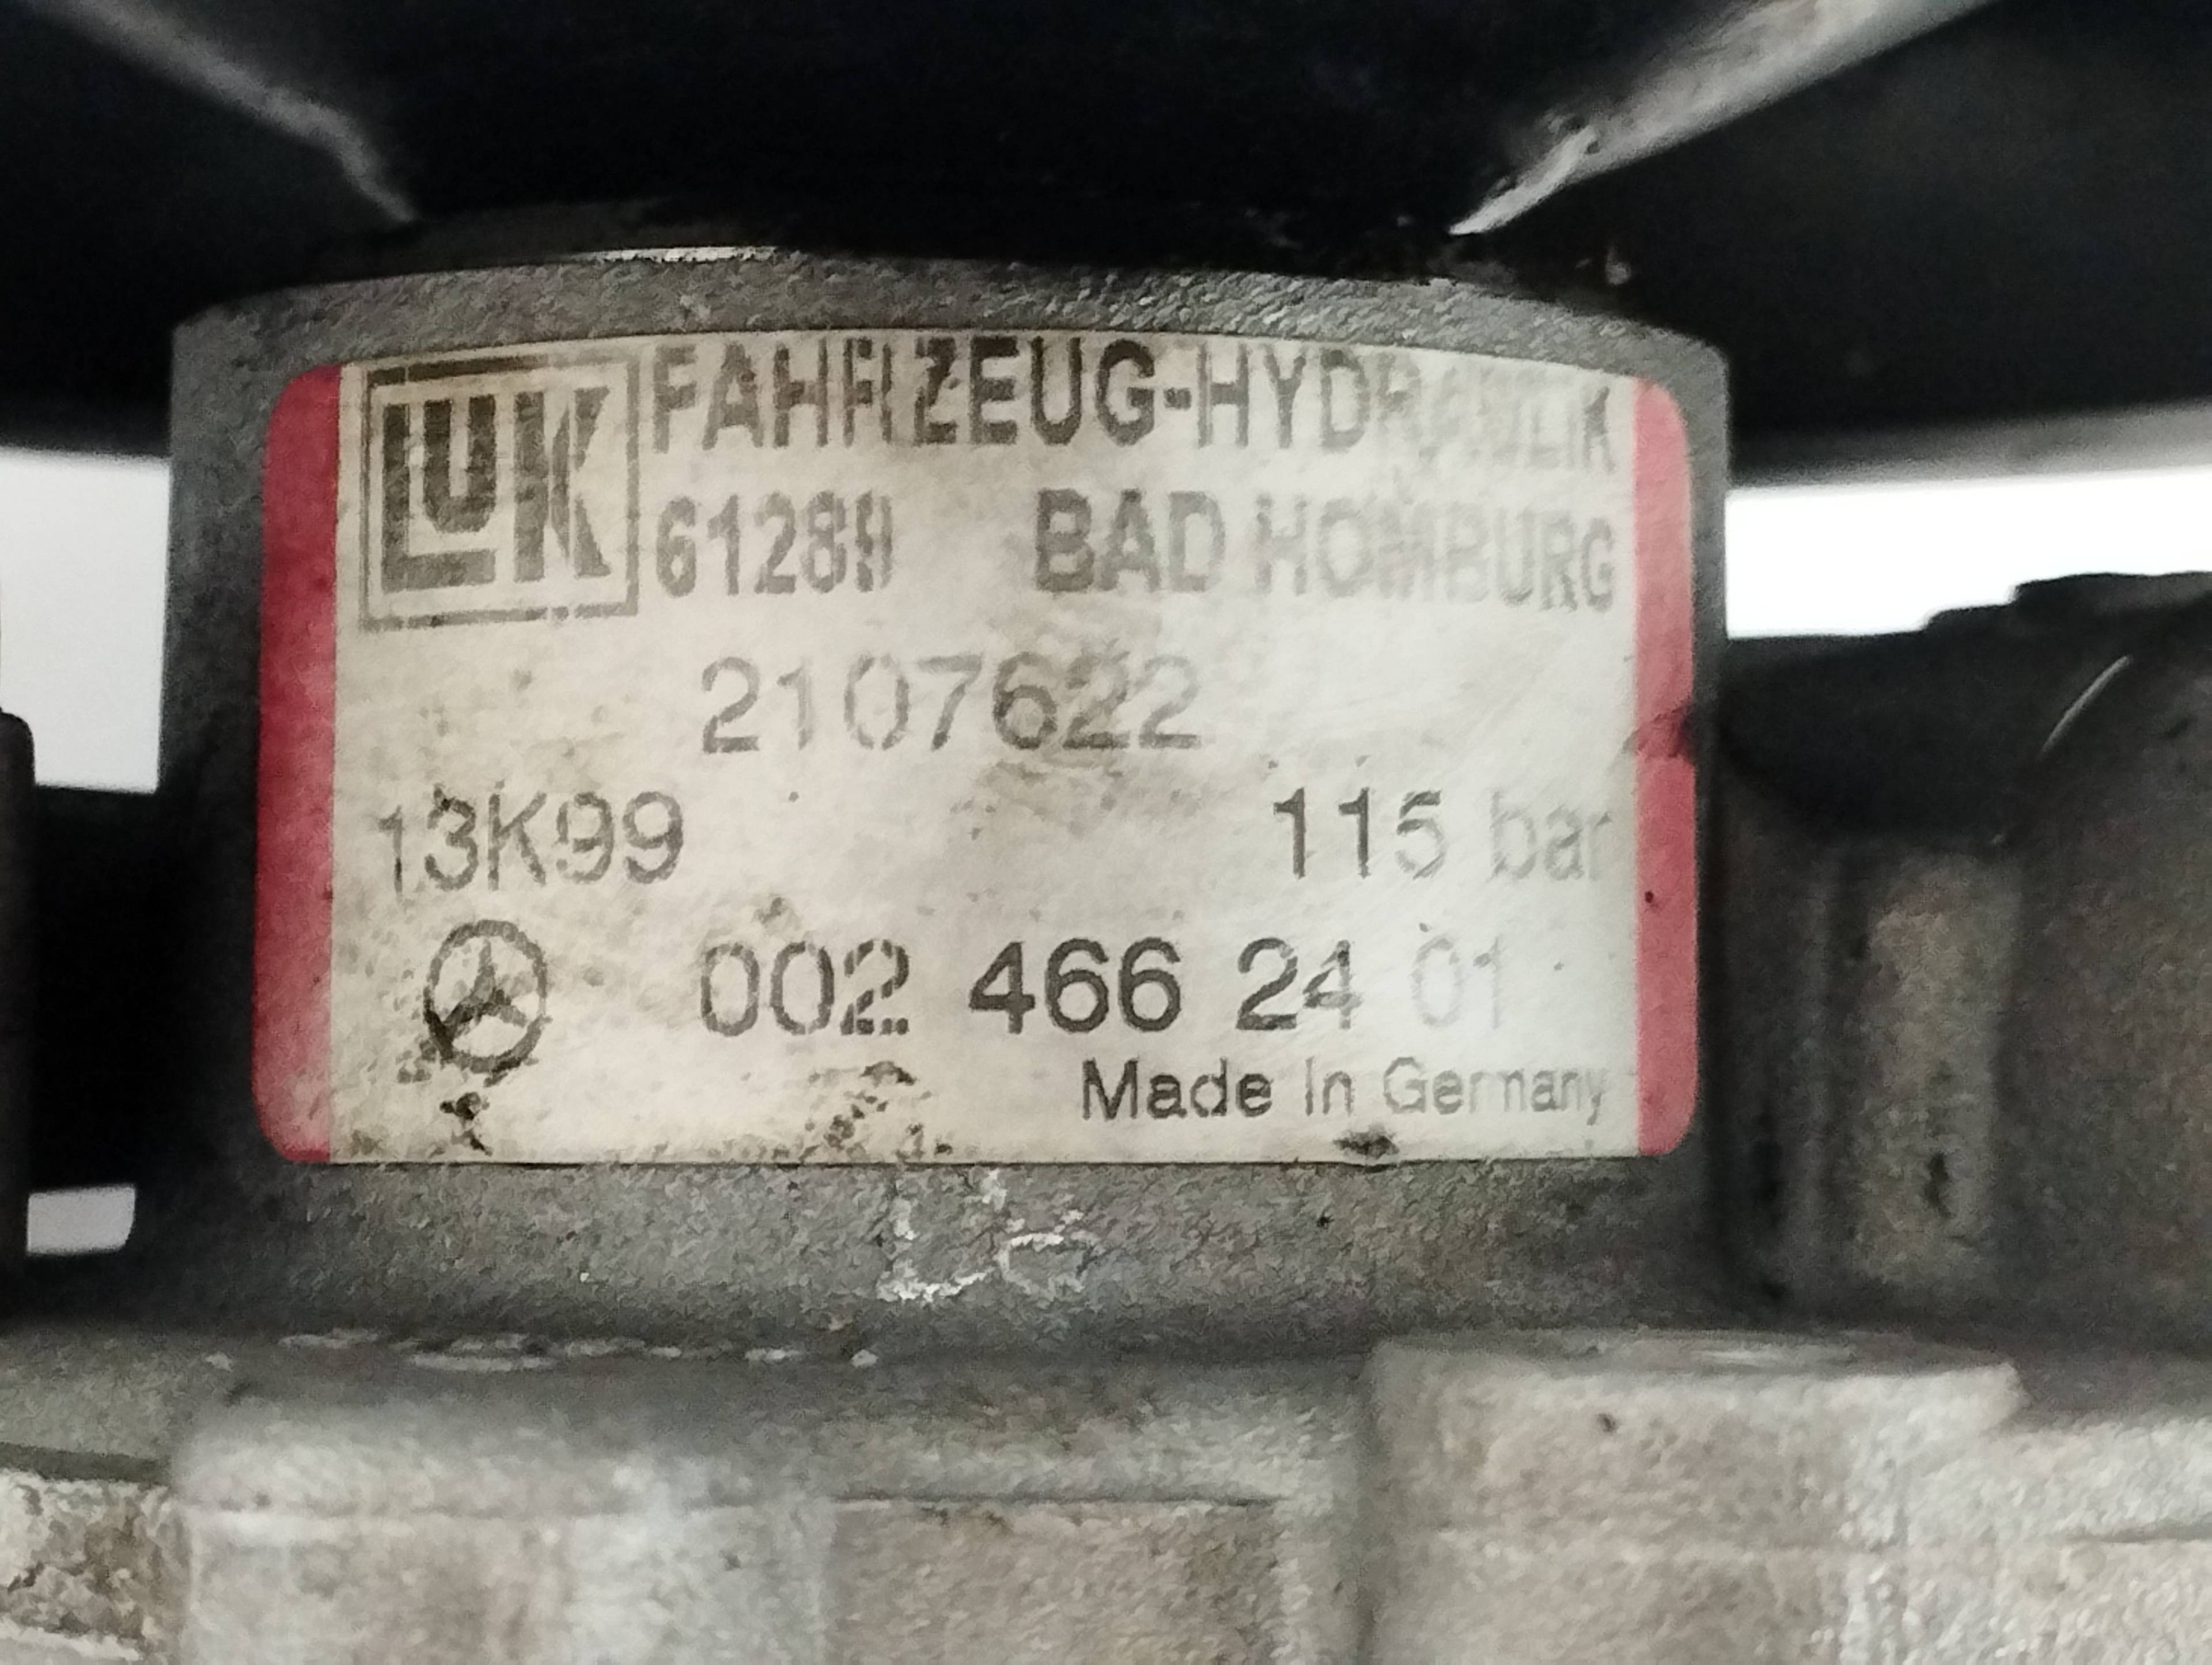 LUK FAHRZEUG-HYDRAULIK
61289 BAD HOMBURG
2107622
13K99 115 bar
002 466 24 01
Made In Germany